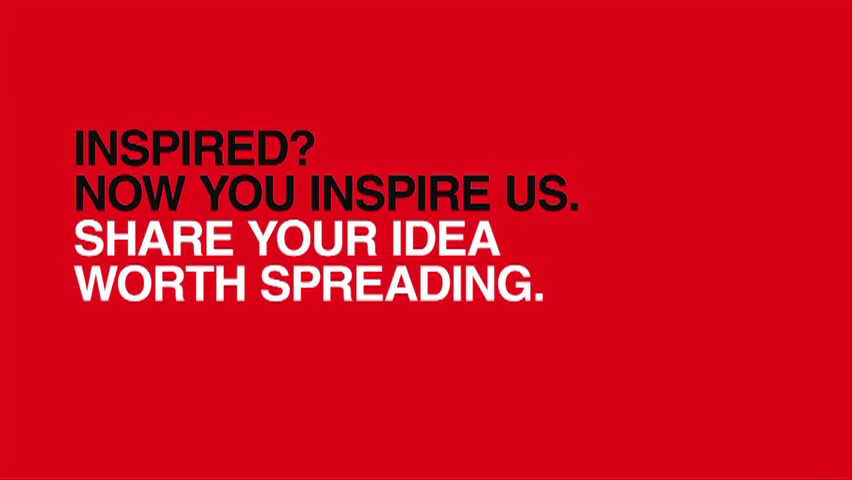 INSPIRED?
NOW YOU INSPIRE US.
SHARE YOUR IDEA
WORTH SPREADING.